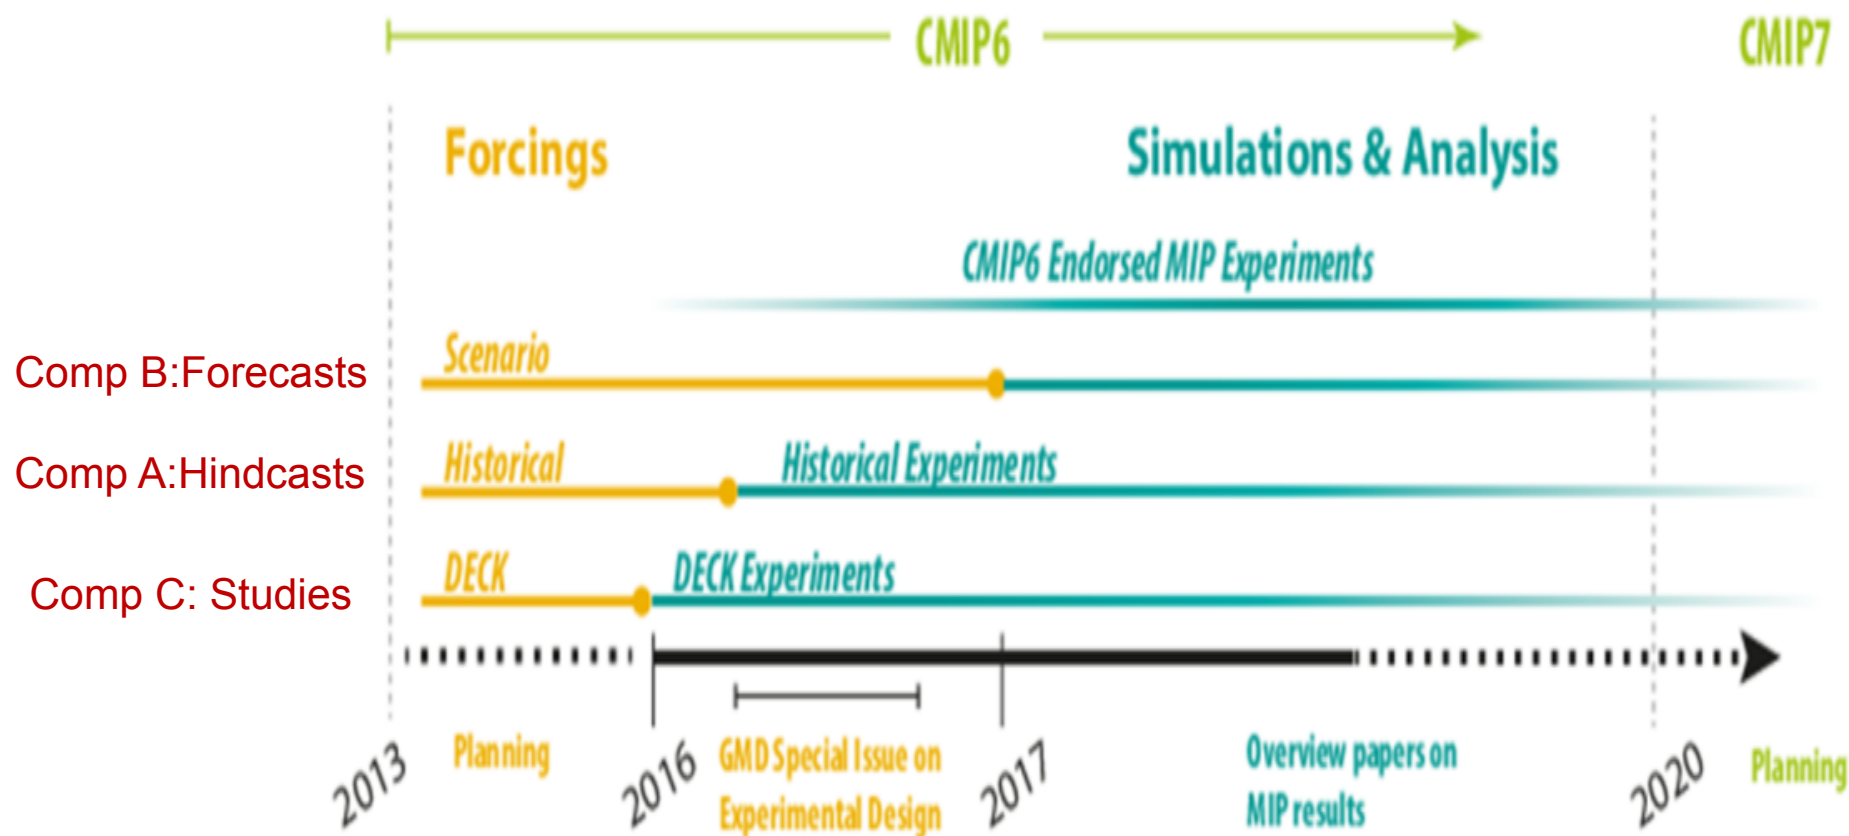 CMIP6
CMIP7
Forcings
Simulations & Analysis
CMIP6 Endorsed MIP Experiments
Scenario
Comp B:Forecasts
Historical
Historical Experiments
Comp A:Hindcasts
DECK
DECK Experiments
Comp C: Studies
2013
Planning
2016
GMD Special Issue on
Experimental Design
2017
Overview papers on
MIP results
2020
Planning